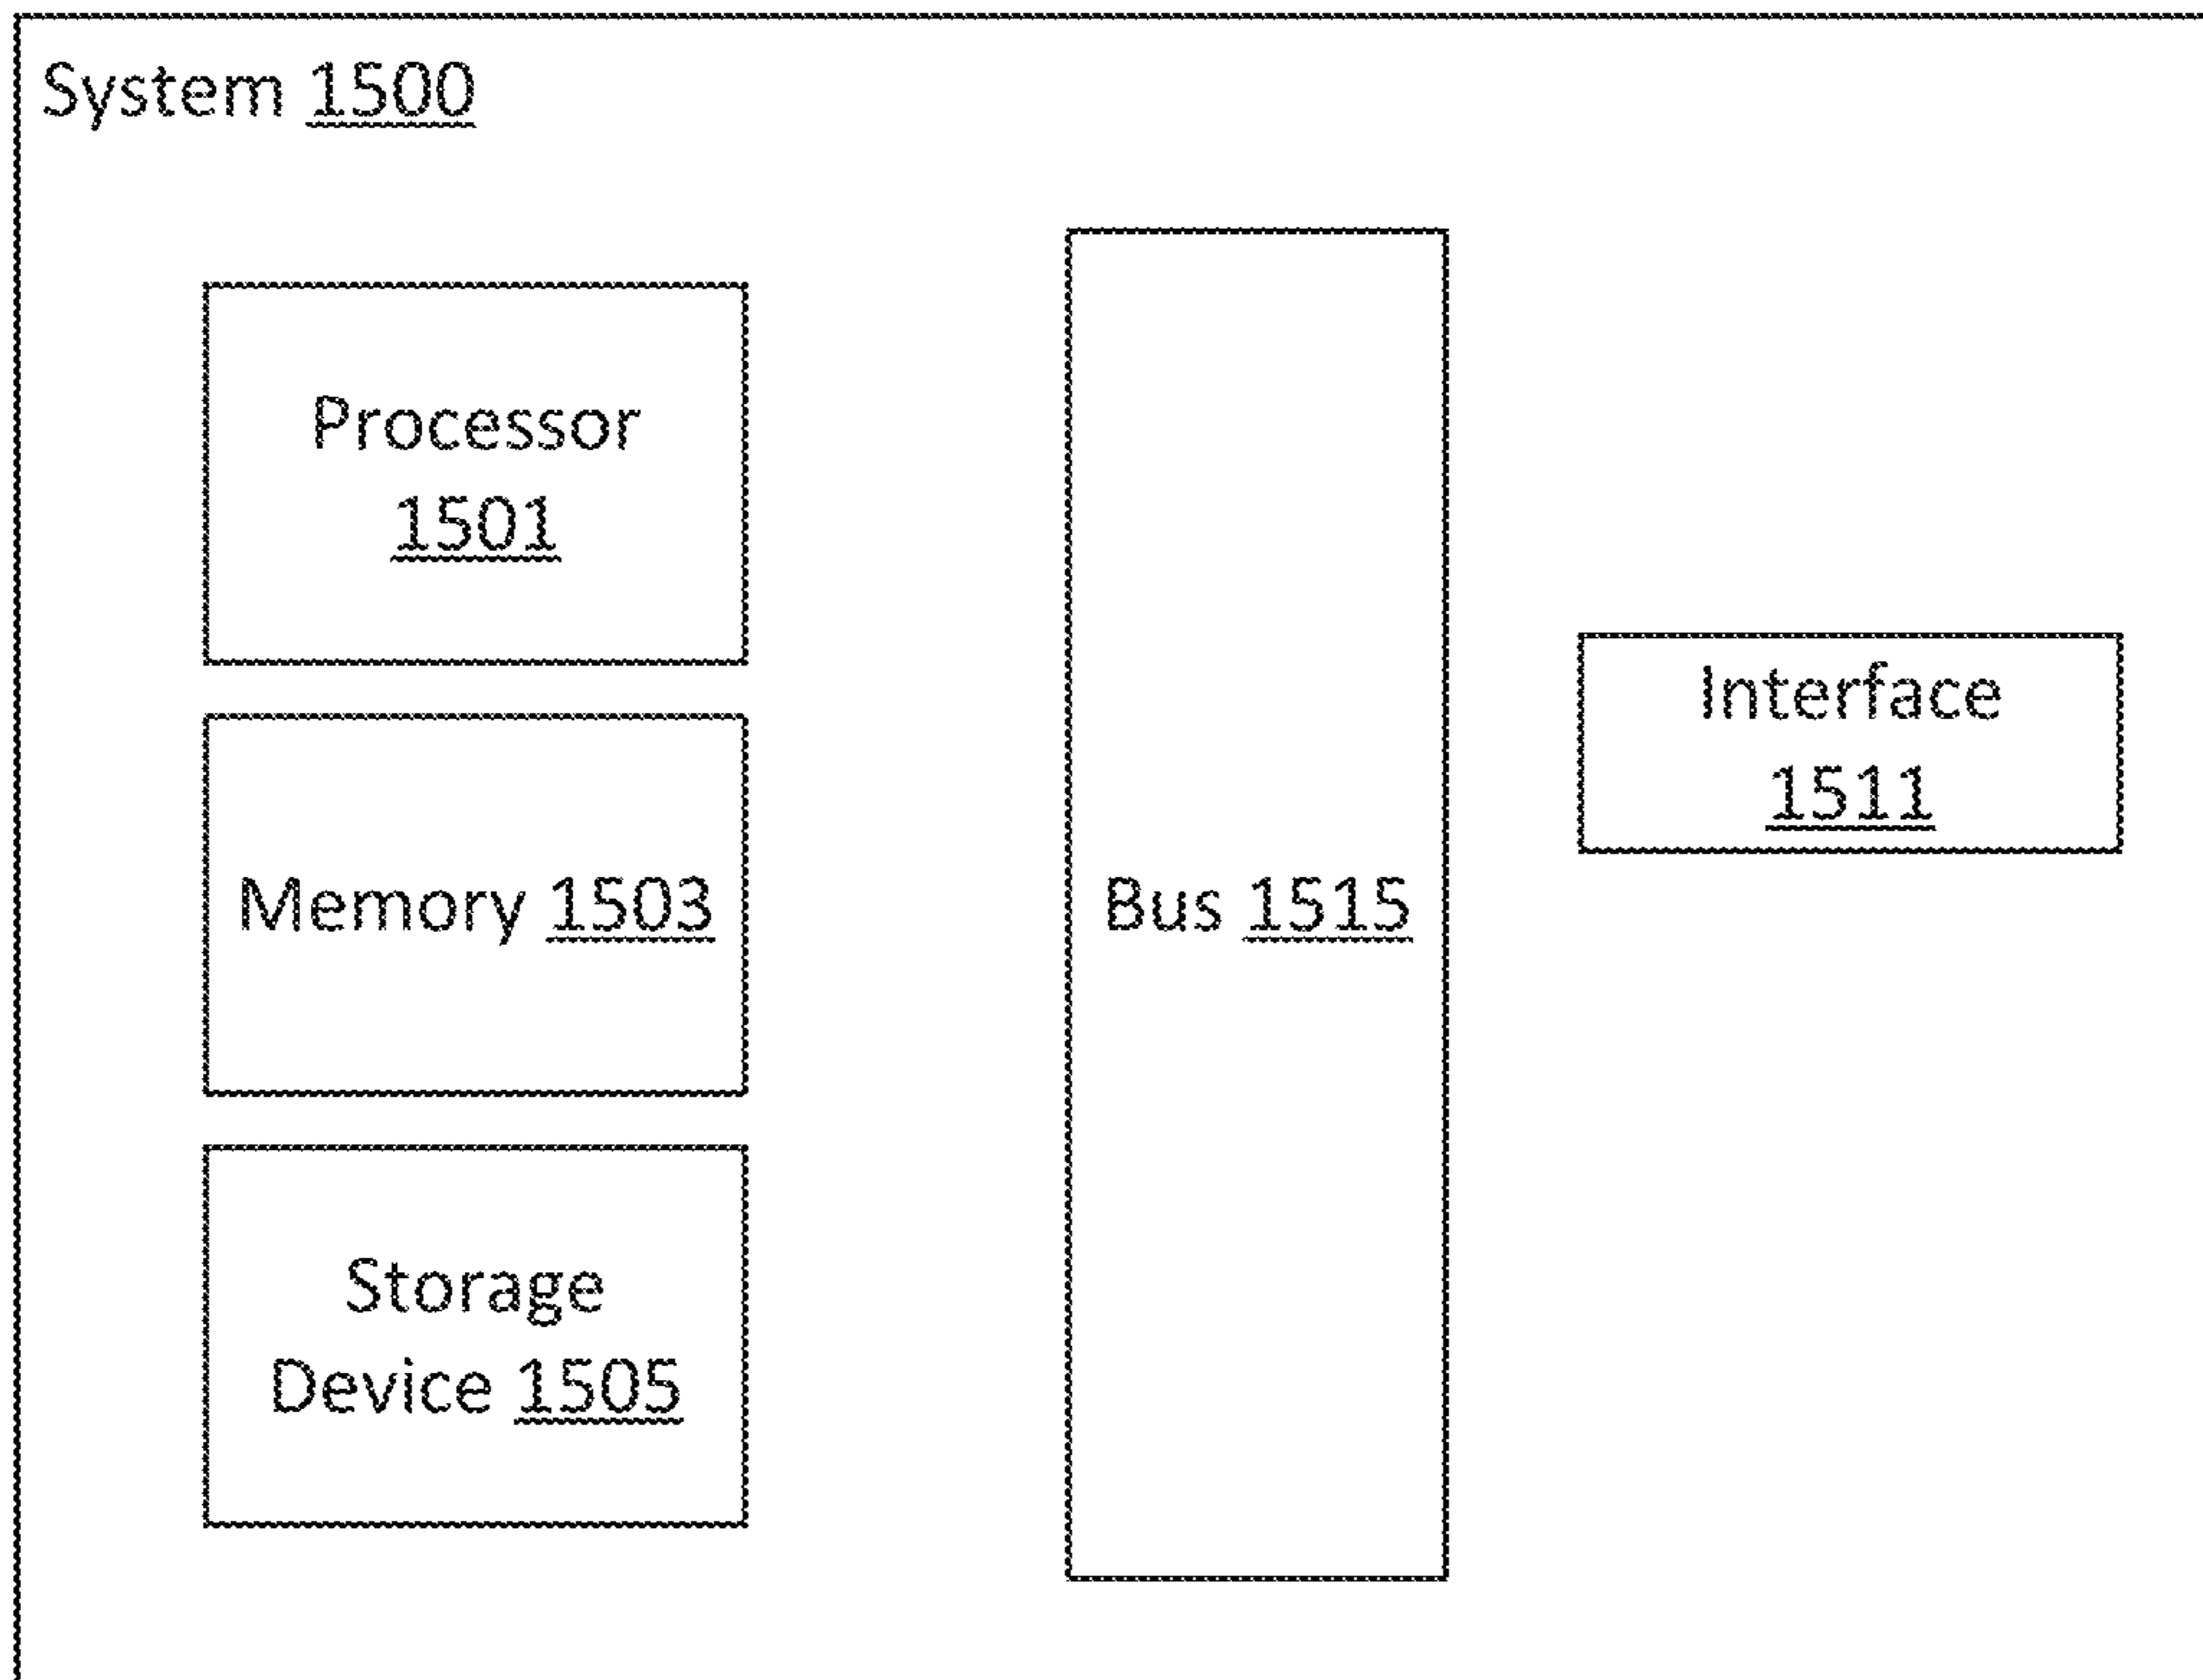 System 1500
Processor
1501
Memory 1503
Storage
Device 1505
Bus 1515
Interface
1511